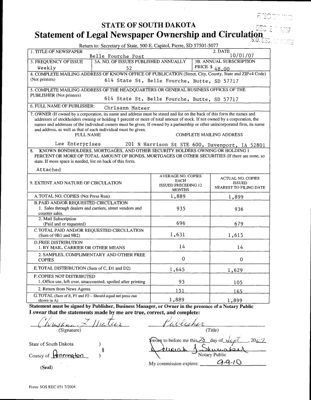 STATE OF SOUTH DAKOTA
Statement of Legal Newspaper Ownership and Circulation
Return to: Secretary of State, 500 E. Capitol, Pierre, SD 57501-5077
1. TITLE OF NEWSPAPER
Belle Fourche Post
2. DATE
10/01/07
3. FREQUENCY OF ISSUE
Weekly
3A. NO. OF ISSUES PUBLISHED ANNUALLY
52
3B. ANNUAL SUBSCRIPTION
PRICE $ 48.00
4. COMPLETE MAILING ADDRESS OF KNOWN OFFICE OF PUBLICATION (Street, City, County, State and ZIP+4 Code)
(Not printers)
614 State St, Belle Fourche, Butte, SD 57717
5. COMPLETE MAILING ADDRESS OF THE HEADQUARTERS OR GENERAL BUSINESS OFFICES OF THE
PUBLISHER (Not printer)
614 State St, Belle Fourche, Butte, SD 57717
6. FULL NAME OF PUBLISHER: Chrissann Mateer
7. OWNER (If owned by a corporation, its name and address must be stated and list on the back of this form the names and
addresses of stockholders owning or holding 1 percent or more of total amount of stock. If not owned by a corporation, the
names and addresses of the individual owners must be given. If owned by a partnership or other unincorporated firm, its name
and address, as well as that of each individual must be given.
FULL NAME COMPLETE MAILING ADDRESS
Lee Enterprises 201 N Harrison St STE 600, Davenport, IA 52801
8. KNOWN BONDHOLDERS, MORTGAGES, AND OTHER SECURITY HOLDERS OWNING OR HOLDING 1
PERCENT OR MORE OF TOTAL AMOUNT OF BONDS, MORTGAGES OR OTHER SECURITIES (If there are none, so
state. If more space is needed, list on back of this form.
Attached
9. EXTENT AND NATURE OF CIRCULATION
AVERAGE NO. COPIES
EACH
ISSUED PRECEDING 12
MONTHS
ACTUAL NO. COPIES
ISSUED
NEAREST TO FILING DATE
A. TOTAL NO. COPIES (Net Press Run) 1,889 1,899
B. PAID AND/OR REQUESTED CIRCULATION
1. Sales through dealers and carriers, street vendors and
counter sales.
935 936
2. Mail Subscription
(Paid and or requested)
696 679
C. TOTAL PAID AND/OR REQUESTED CIRCULATION
(Sum of 9B1 and 9B2)
1,631 1,615
D. FREE DISTRIBUTION
1. BY MAIL, CARRIER OR OTHER MEANS
14 14
2. SAMPLES, COMPLIMENTARY AND OTHER FREE
COPIES
0 0
E. TOTAL DISTRIBUTION (Sum of C, D1 and D2) 1,645 1,629
F. COPIES NOT DISTRIBUTED
1. Office use, left over, unaccounted, spoiled after printing 93 105
2. Return from News Agents 151 165
G. TOTAL (Sum of E, F1 and F2 - Should equal net press run
shown in A)
1,889 1,899
Statement must be signed by Publisher, Business Manager, or Owner in the presence of a Notary Public
I swear that the statements made by me are true, correct, and complete:
Chrissann Mateer Publisher
(Signature) (Title)
State of South Dakota )
County of Pennington )
(Seal)
Sworn to before me this day of Sept, 2007
Notary Public
My commission expires: 9-9-10
Form: SOS REC 051 7/2004